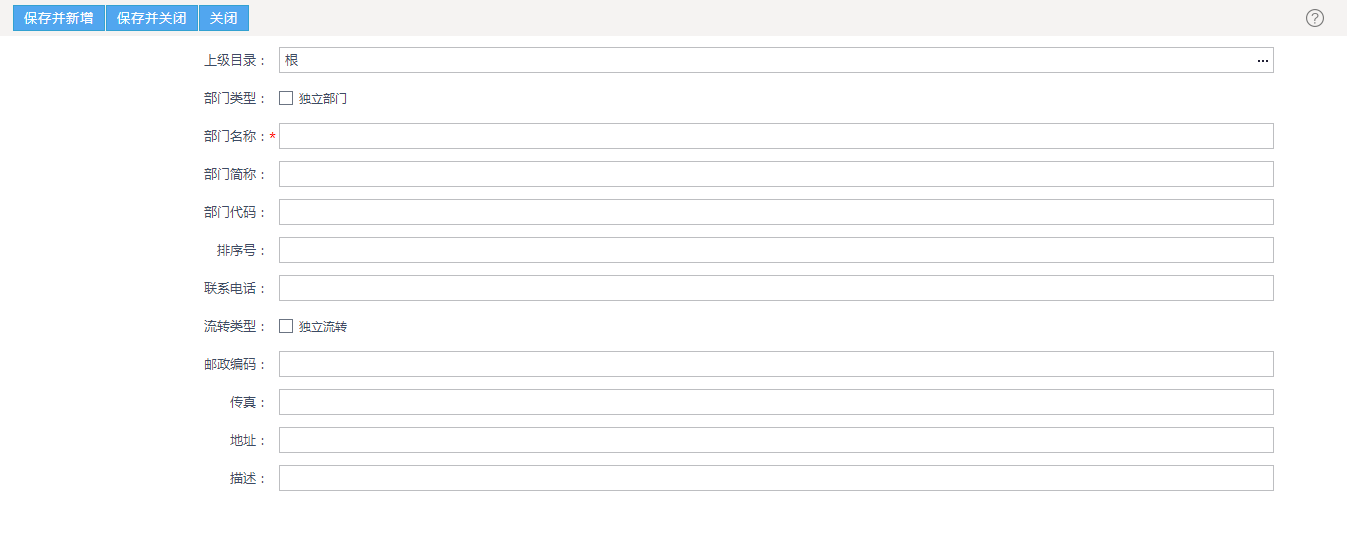 保存并新增 保存并关闭 关闭 ?
上级目录： 根 ...
部门类型： 独立部门
部门名称：*
部门简称：
部门代码：
排序号：
联系电话：
流转类型： 独立流转
邮政编码：
传真：
地址：
描述：